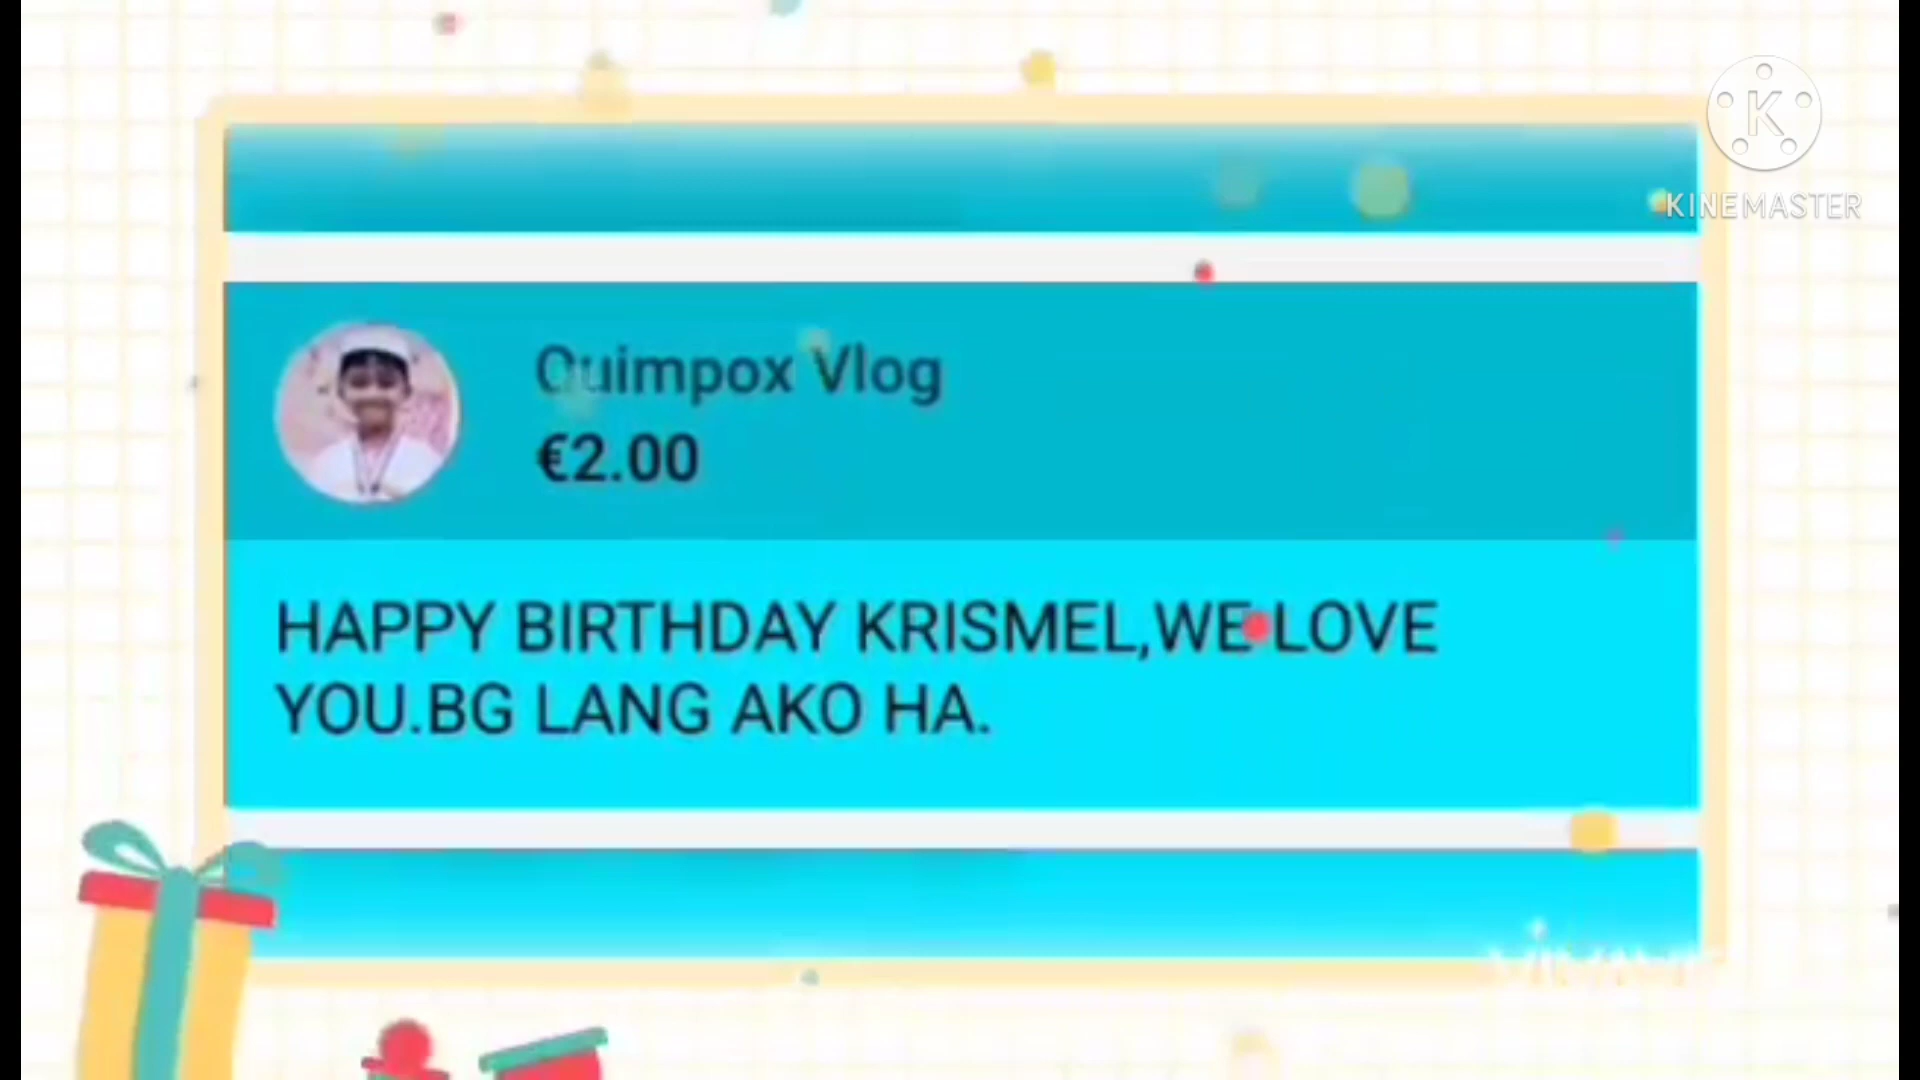 K
KINEMASTER
Quimpox Vlog
€2.00
HAPPY BIRTHDAY KRISMEL,WE LOVE
YOU.BG LANG AKO HA.